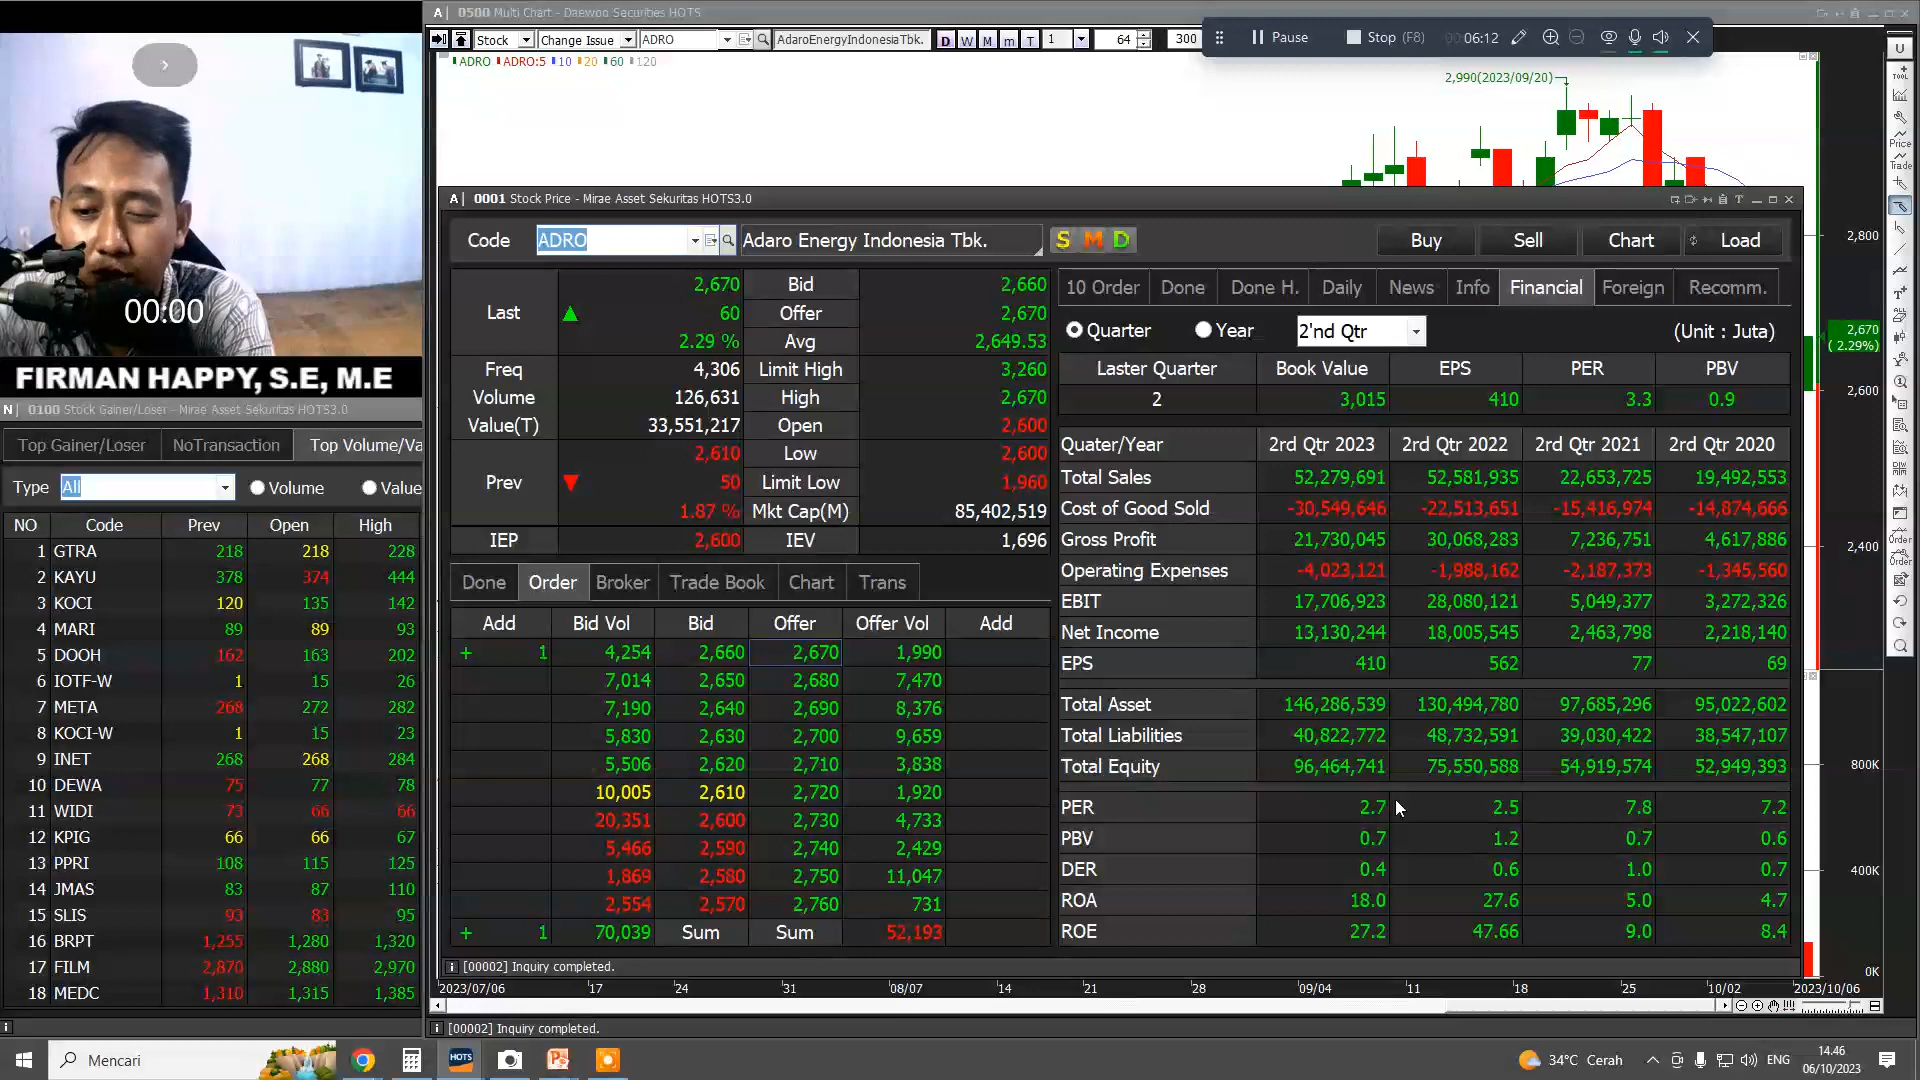 0500 Multi Chart - Daewoo Securities HOTS
Stock Change Issue ADRO AdaroEnergyIndonesiaTbk. D W M m T 1 64 300
Pause Stop (F8) 00:06:12
ADRO ADRO:5 10 20 60 120
2,990(2023/09/20)
00:00
FIRMAN HAPPY, S.E, M.E
0001 Stock Price - Mirae Asset Sekuritas HOTS3.0
Code ADRO Adaro Energy Indonesia Tbk. S M D Buy Sell Chart Load
Last 2,670 Bid 2,660
60 Offer 2,670
2.29 % Avg 2,649.53
Freq 4,306 Limit High 3,260
Volume 126,631 High 2,670
Value(T) 33,551,217 Open 2,600
Prev 2,610 Low 2,600
50 Limit Low 1,960
1.87 % Mkt Cap(M) 85,402,519
IEP 2,600 IEV 1,696
Done Order Broker Trade Book Chart Trans
Add Bid Vol Bid Offer Offer Vol Add
+ 1 4,254 2,660 2,670 1,990
7,014 2,650 2,680 7,470
7,190 2,640 2,690 8,376
5,830 2,630 2,700 9,659
5,506 2,620 2,710 3,838
10,005 2,610 2,720 1,920
20,351 2,600 2,730 4,733
5,466 2,590 2,740 2,429
1,869 2,580 2,750 11,047
2,554 2,570 2,760 731
+ 1 70,039 Sum Sum 52,193
[00002] Inquiry completed.
10 Order Done Done H. Daily News Info Financial Foreign Recomm.
Quarter Year 2'nd Qtr (Unit : Juta)
Laster Quarter Book Value EPS PER PBV
2 3,015 410 3.3 0.9
Quater/Year 2rd Qtr 2023 2rd Qtr 2022 2rd Qtr 2021 2rd Qtr 2020
Total Sales 52,279,691 52,581,935 22,653,725 19,492,553
Cost of Good Sold -30,549,646 -22,513,651 -15,416,974 -14,874,666
Gross Profit 21,730,045 30,068,283 7,236,751 4,617,886
Operating Expenses -4,023,121 -1,988,162 -2,187,373 -1,345,560
EBIT 17,706,923 28,080,121 5,049,377 3,272,326
Net Income 13,130,244 18,005,545 2,463,798 2,218,140
EPS 410 562 77 69
Total Asset 146,286,539 130,494,780 97,685,296 95,022,602
Total Liabilities 40,822,772 48,732,591 39,030,422 38,547,107
Total Equity 96,464,741 75,550,588 54,919,574 52,949,393
PER 2.7 2.5 7.8 7.2
PBV 0.7 1.2 0.7 0.6
DER 0.4 0.6 1.0 0.7
ROA 18.0 27.6 5.0 4.7
ROE 27.2 47.66 9.0 8.4
0100 Stock Gainer/Loser - Mirae Asset Sekuritas HOTS3.0
Top Gainer/Loser NoTransaction Top Volume/Va
Type All Volume Value
NO Code Prev Open High
1 GTRA 218 218 228
2 KAYU 378 374 444
3 KOCI 120 135 142
4 MARI 89 89 93
5 DOOH 162 163 202
6 IOTF-W 1 15 26
7 META 268 272 282
8 KOCI-W 1 15 23
9 INET 268 268 284
10 DEWA 75 77 78
11 WIDI 73 66 66
12 KPIG 66 66 67
13 PPRI 108 115 125
14 JMAS 83 87 110
15 SLIS 93 83 95
16 BRPT 1,255 1,280 1,320
17 FILM 2,870 2,880 2,970
18 MEDC 1,310 1,315 1,385
2,800
2,670
( 2.29%)
2,600
2,400
800K
400K
0K
U
TOOL
Price
Trade
Order
Order
2023/07/06 17 24 31 08/07 14 21 28 09/04 11 18 25 10/02 2023/10/06
[00002] Inquiry completed.
Mencari
HOTS
34°C Cerah ENG
14.46
06/10/2023